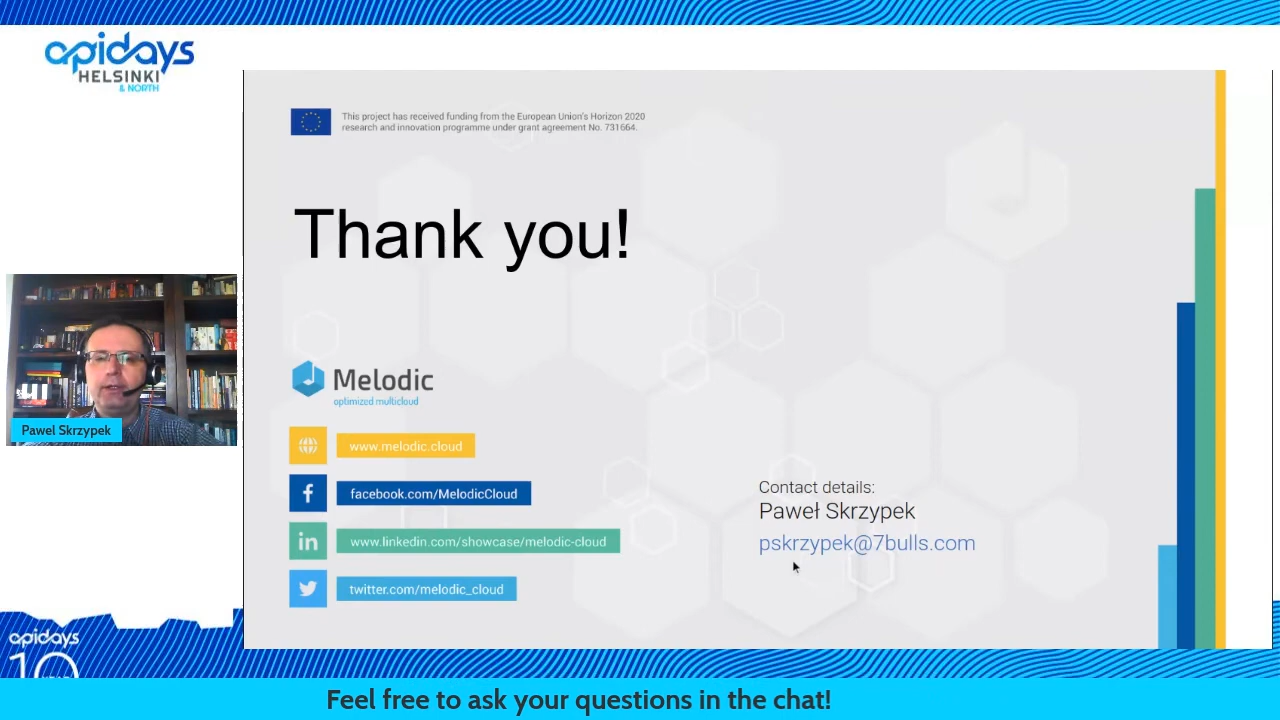 apidays
HELSINKI
& NORTH
This project has received funding from the European Union's Horizon 2020
research and innovation programme under grant agreement No. 731664.
Thank you!
Melodic
optimized multicloud
www.melodic.cloud
facebook.com/MelodicCloud
www.linkedin.com/showcase/melodic-cloud
twitter.com/melodic_cloud
Contact details:
Paweł Skrzypek
pskrzypek@7bulls.com
Pawel Skrzypek
apidays
10
Feel free to ask your questions in the chat!